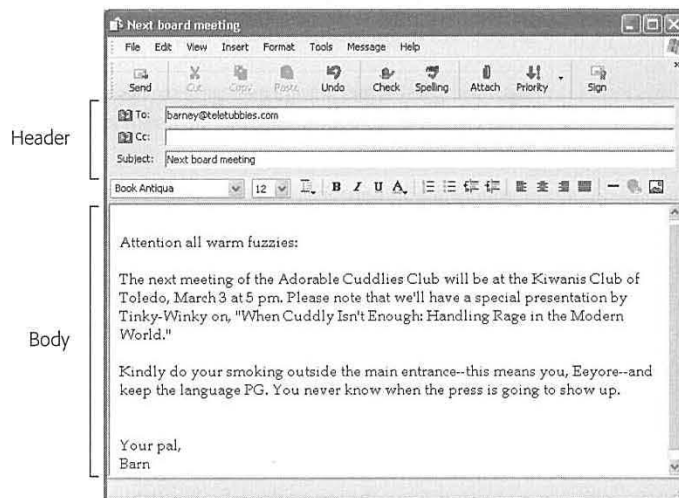 Next board meeting
File Edit View Insert Format Tools Message Help
Send Cut Copy Paste Undo Check Spelling Attach Priority Sign
Header
To: barney@teletubbies.com
Cc:
Subject: Next board meeting
Book Antiqua 12 B I U A
Body
Attention all warm fuzzies:
The next meeting of the Adorable Cuddlies Club will be at the Kiwanis Club of
Toledo, March 3 at 5 pm. Please note that we'll have a special presentation by
Tinky-Winky on, "When Cuddly Isn't Enough: Handling Rage in the Modern
World."
Kindly do your smoking outside the main entrance--this means you, Eeyore--and
keep the language PG. You never know when the press is going to show up.
Your pal,
Barn